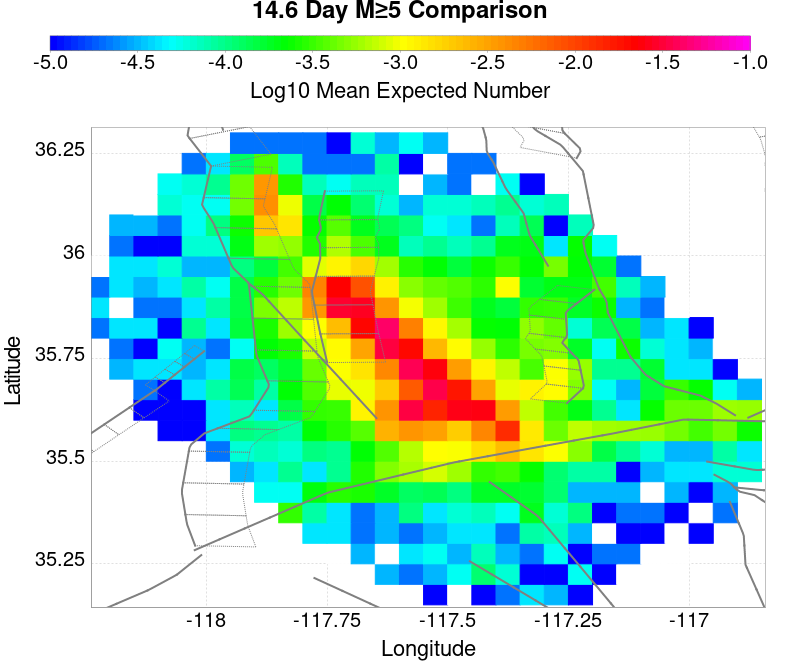 14.6 Day M≥5 Comparison
-5.0 -4.5 -4.0 -3.5 -3.0 -2.5 -2.0 -1.5 -1.0
Log10 Mean Expected Number
36.25
36
35.75
35.5
35.25
Latitude
-118 -117.75 -117.5 -117.25 -117
Longitude